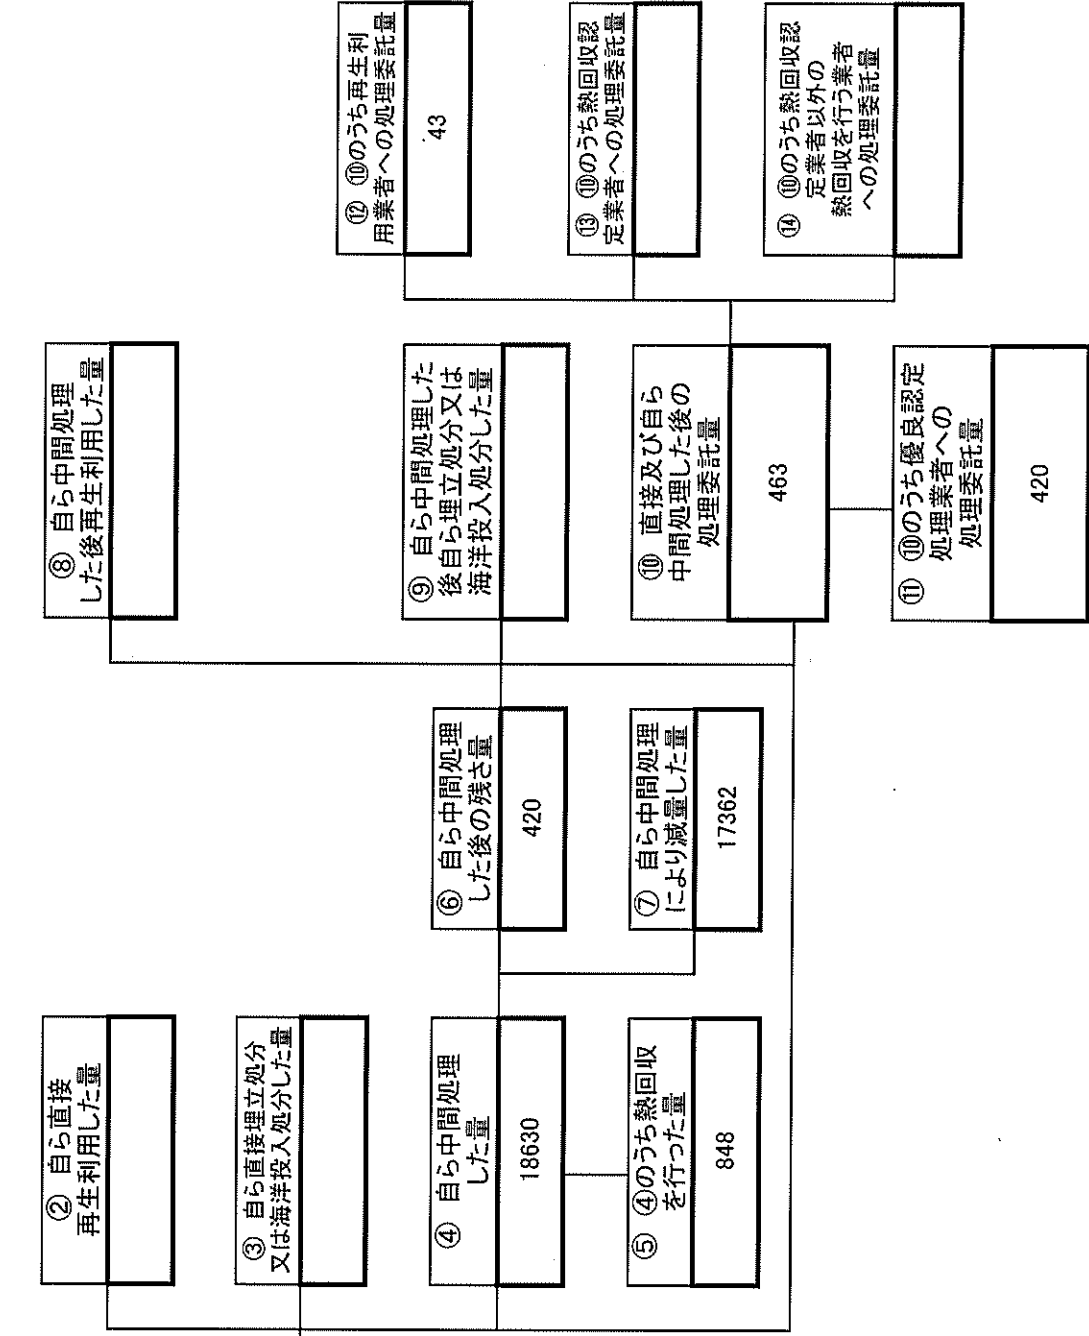 ② 自ら直接
再生利用した量
③ 自ら直接埋立処分
又は海洋投入処分した量
④ 自ら中間処理
した量
18630
⑤ ④のうち熱回収
を行った量
848
⑥ 自ら中間処理
した後の残さ量
420
⑦ 自ら中間処理
により減量した量
17362
⑧ 自ら中間処理
した後再生利用した量
⑨ 自ら中間処理した
後自ら埋立処分又は
海洋投入処分した量
⑩ 直接及び自ら
中間処理した後の
処理委託量
463
⑪ ⑩のうち優良認定
処理業者への
処理委託量
420
⑫ ⑩のうち再生利
用業者への処理委託量
43
⑬ ⑩のうち熱回収認
定業者への処理委託量
⑭ ⑩のうち熱回収認
定業者以外の
熱回収を行う業者
への処理委託量